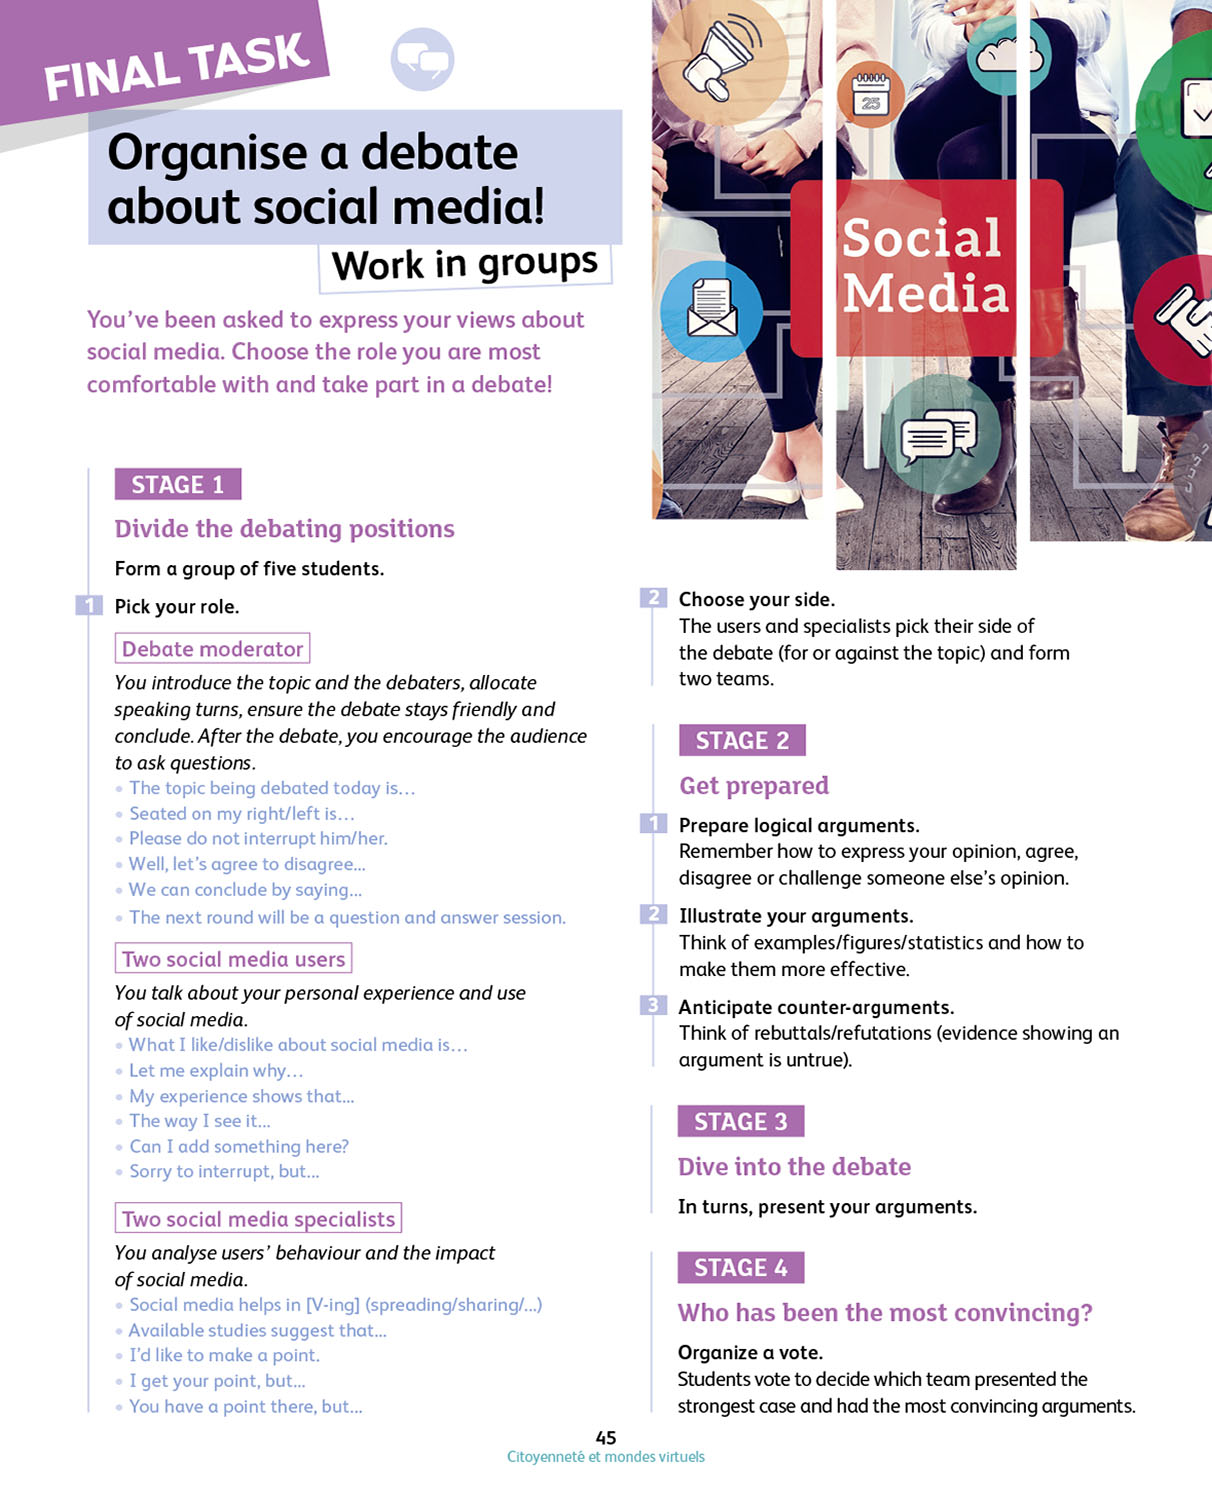 FINAL TASK
Organise a debate
about social media!
Work in groups
You've been asked to express your views about
social media. Choose the role you are most
comfortable with and take part in a debate!
25
Social
Media
STAGE 1
Divide the debating positions
Form a group of five students.
1 Pick your role.
Debate moderator
You introduce the topic and the debaters, allocate
speaking turns, ensure the debate stays friendly and
conclude. After the debate, you encourage the audience
to ask questions.
• The topic being debated today is…
• Seated on my right/left is…
• Please do not interrupt him/her.
• Well, let's agree to disagree...
• We can conclude by saying...
• The next round will be a question and answer session.
Two social media users
You talk about your personal experience and use
of social media.
• What I like/dislike about social media is…
• Let me explain why…
• My experience shows that...
• The way I see it...
• Can I add something here?
• Sorry to interrupt, but...
Two social media specialists
You analyse users' behaviour and the impact
of social media.
• Social media helps in [V-ing] (spreading/sharing/...)
• Available studies suggest that...
• I'd like to make a point.
• I get your point, but...
• You have a point there, but...
2 Choose your side.
The users and specialists pick their side of
the debate (for or against the topic) and form
two teams.
STAGE 2
Get prepared
1 Prepare logical arguments.
Remember how to express your opinion, agree,
disagree or challenge someone else's opinion.
2 Illustrate your arguments.
Think of examples/figures/statistics and how to
make them more effective.
3 Anticipate counter-arguments.
Think of rebuttals/refutations (evidence showing an
argument is untrue).
STAGE 3
Dive into the debate
In turns, present your arguments.
STAGE 4
Who has been the most convincing?
Organize a vote.
Students vote to decide which team presented the
strongest case and had the most convincing arguments.
45
Citoyenneté et mondes virtuels